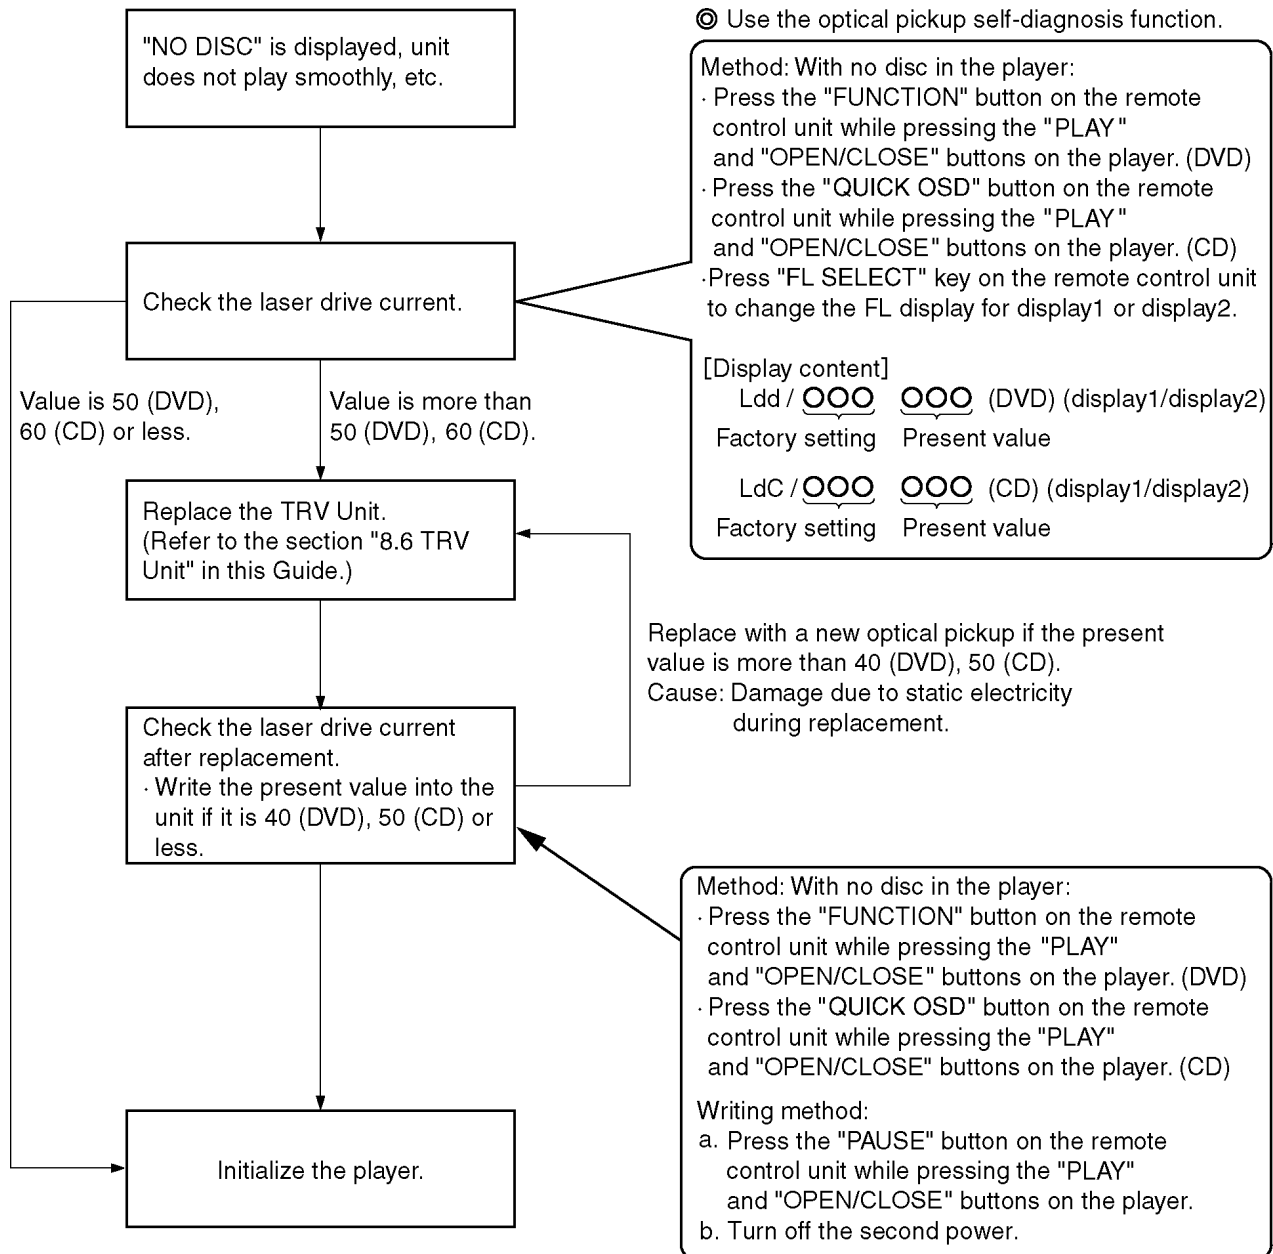 "NO DISC" is displayed, unit
does not play smoothly, etc.
◎ Use the optical pickup self-diagnosis function.
Method: With no disc in the player:
· Press the "FUNCTION" button on the remote
control unit while pressing the "PLAY"
and "OPEN/CLOSE" buttons on the player. (DVD)
· Press the "QUICK OSD" button on the remote
control unit while pressing the "PLAY"
and "OPEN/CLOSE" buttons on the player. (CD)
·Press "FL SELECT" key on the remote control unit
to change the FL display for display1 or display2.
[Display content]
Ldd / OOO OOO (DVD) (display1/display2)
Factory setting Present value
LdC / OOO OOO (CD) (display1/display2)
Factory setting Present value
Check the laser drive current.
Value is 50 (DVD),
60 (CD) or less.
Value is more than
50 (DVD), 60 (CD).
Replace the TRV Unit.
(Refer to the section "8.6 TRV
Unit" in this Guide.)
Replace with a new optical pickup if the present
value is more than 40 (DVD), 50 (CD).
Cause: Damage due to static electricity
during replacement.
Check the laser drive current
after replacement.
· Write the present value into the
unit if it is 40 (DVD), 50 (CD) or
less.
Method: With no disc in the player:
· Press the "FUNCTION" button on the remote
control unit while pressing the "PLAY"
and "OPEN/CLOSE" buttons on the player. (DVD)
· Press the "QUICK OSD" button on the remote
control unit while pressing the "PLAY"
and "OPEN/CLOSE" buttons on the player. (CD)
Writing method:
a. Press the "PAUSE" button on the remote
control unit while pressing the "PLAY"
and "OPEN/CLOSE" buttons on the player.
b. Turn off the second power.
Initialize the player.